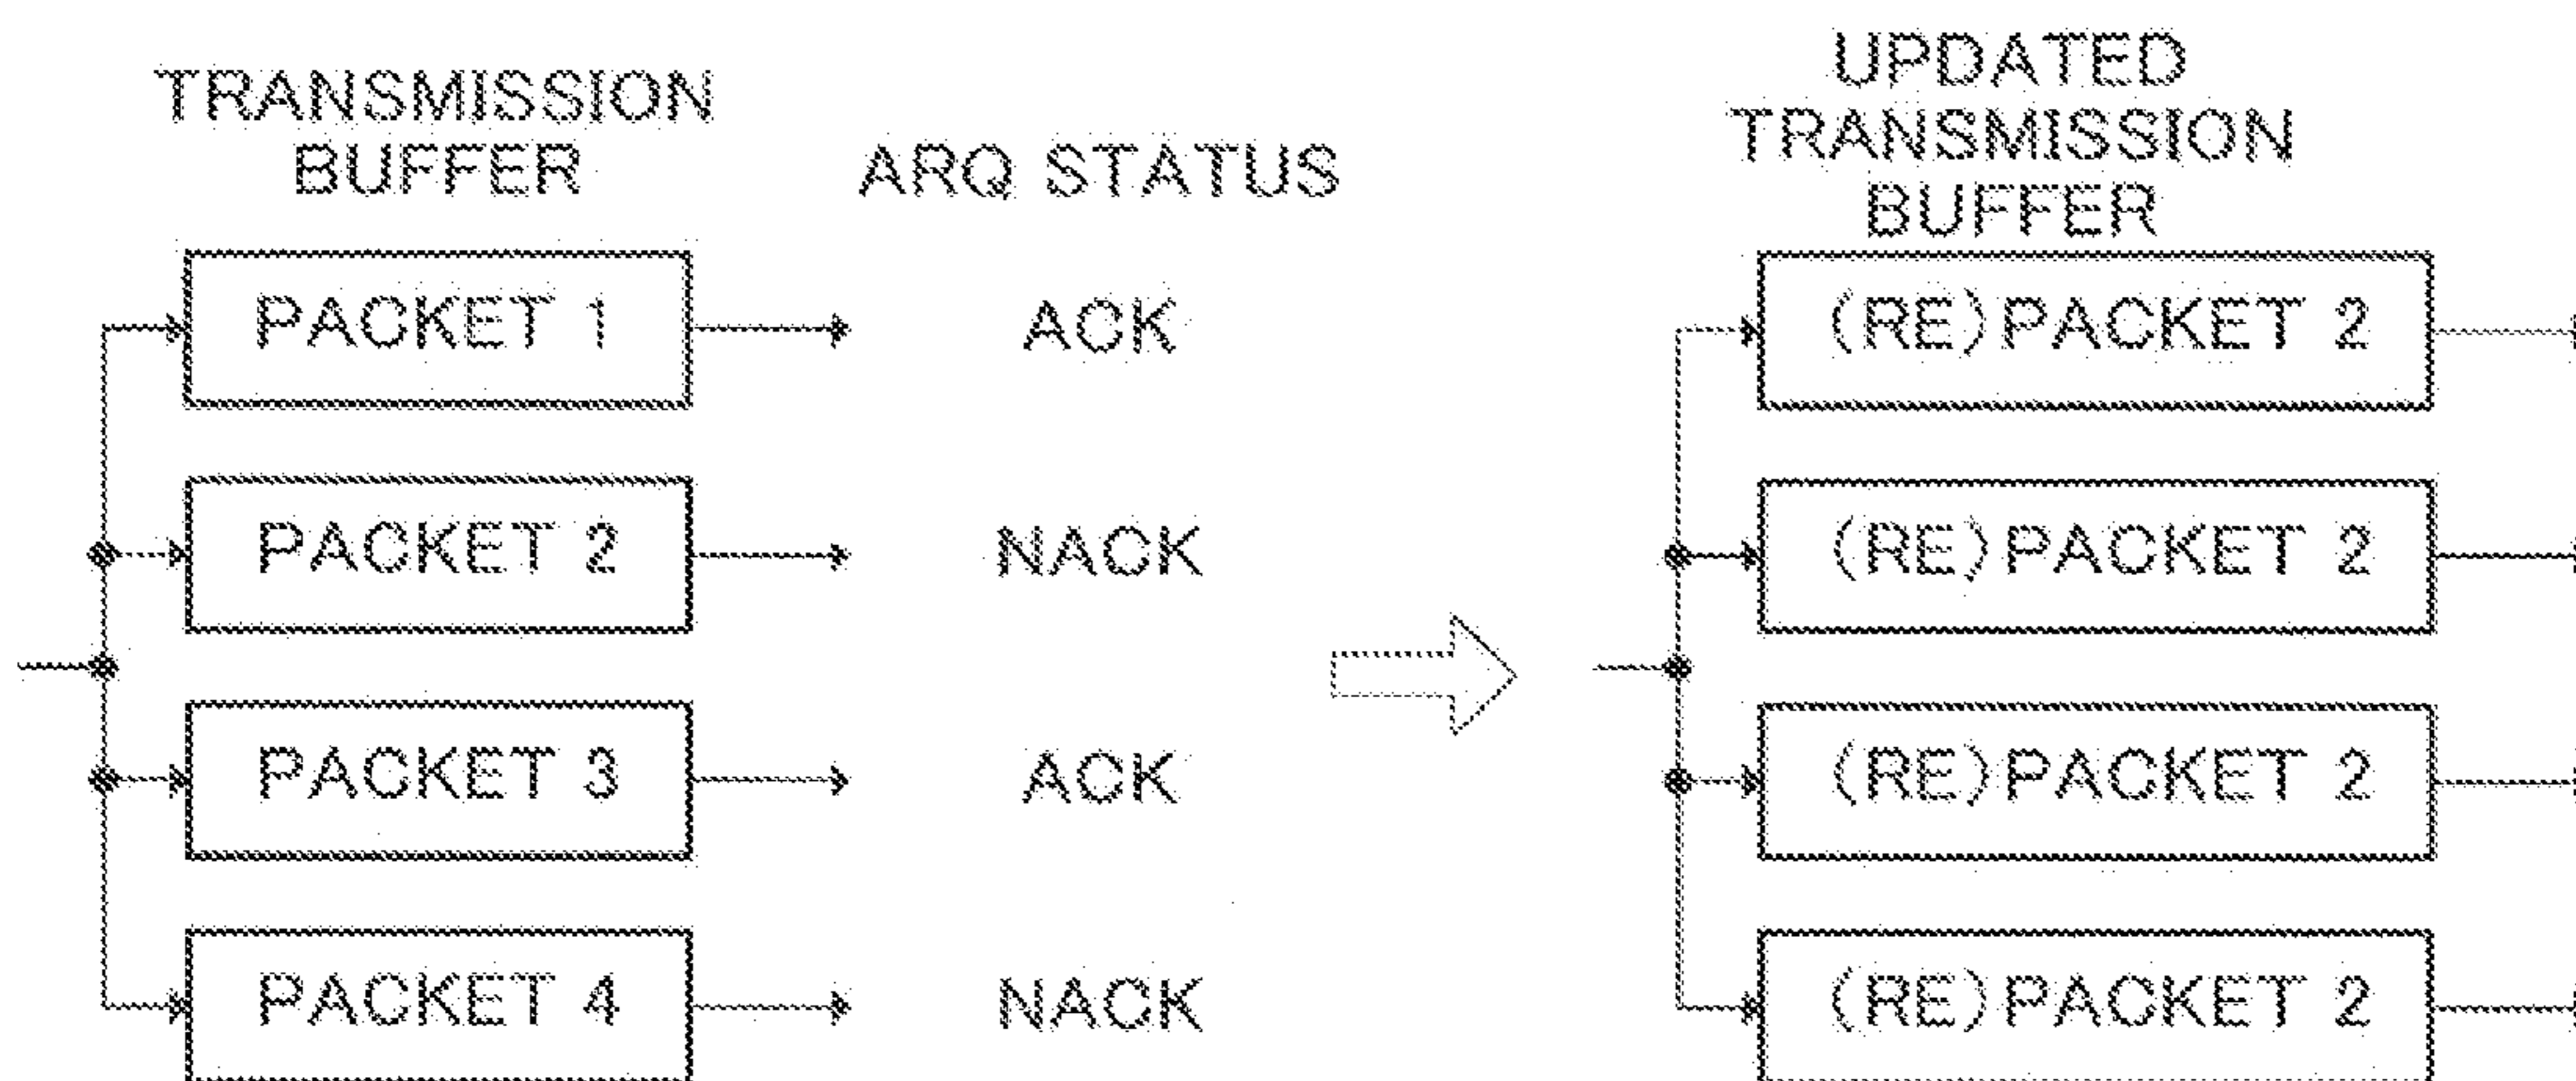 TRANSMISSION
BUFFER
ARQ STATUS
PACKET 1
ACK
PACKET 2
NACK
PACKET 3
ACK
PACKET 4
NACK
UPDATED
TRANSMISSION
BUFFER
(RE)PACKET 2
(RE)PACKET 2
(RE)PACKET 2
(RE)PACKET 2